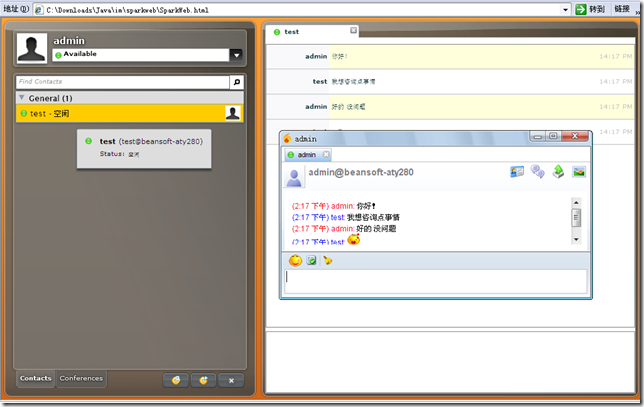 地址(D) C:\Downloads\Java\im\sparkweb\SparkWeb.html 转到 链接 »
admin
Available
Find Contacts
General (1)
test - 空闲
test (test@beansoft-aty280)
Status: 空闲
Contacts Conferences
test
admin 你好! 14:17 PM
test 我想咨询点事情 14:17 PM
admin 好的 没问题 14:17 PM
14:17 PM
admin
admin
admin@beansoft-aty280
(2:17 下午) admin: 你好!
(2:17 下午) test: 我想咨询点事情
(2:17 下午) admin: 好的 没问题
(2:17 下午) test: